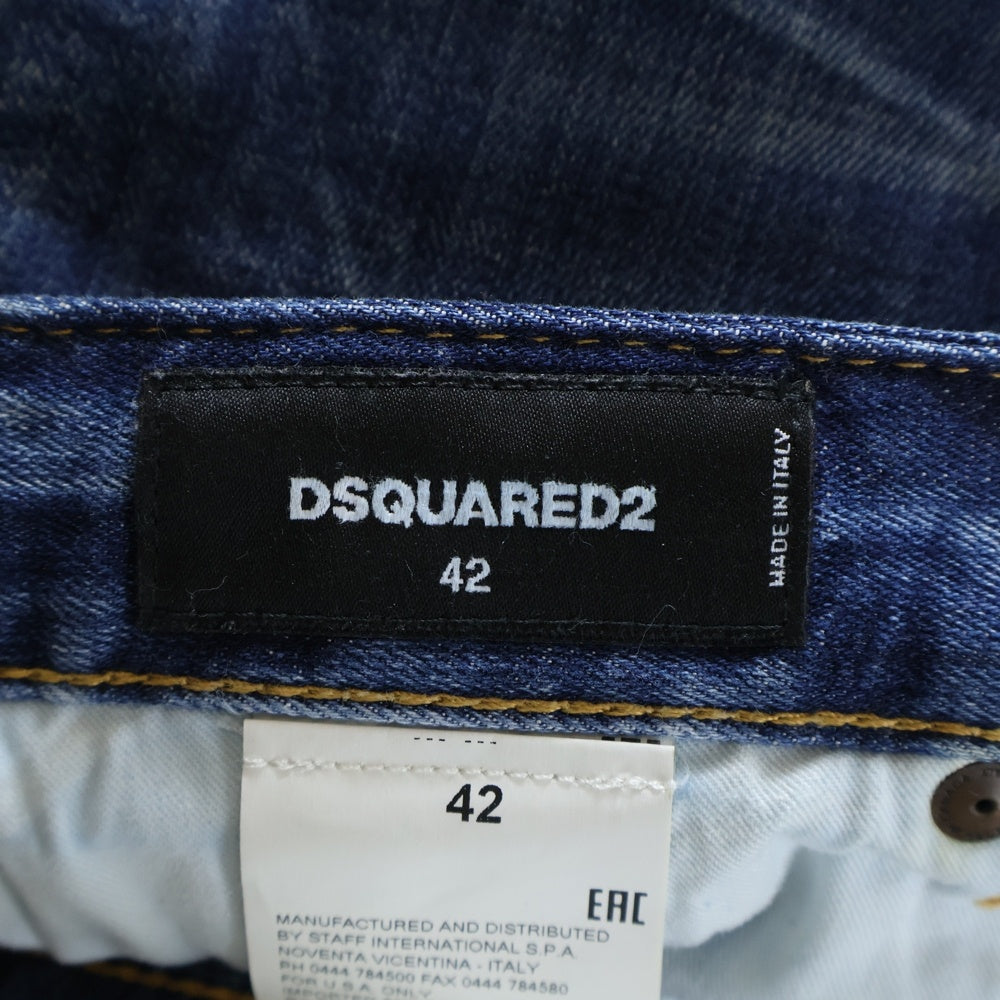 DSQUARED2
42
MADE IN ITALY
42
EAC
MANUFACTURED AND DISTRIBUTED
BY STAFF INTERNATIONAL S.P.A.
NOVENTA VICENTINA - ITALY
PH 0444 784500 FAX 0444 784580
FOR U.S.A. ONLY
IMPORTED